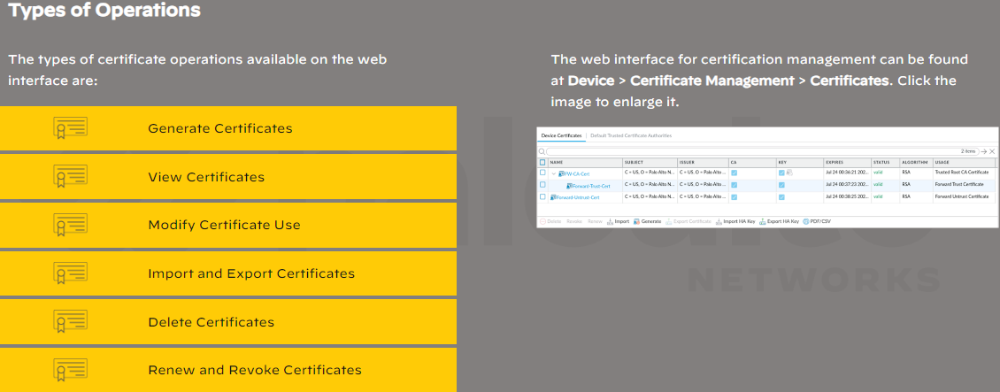 Types of Operations
The types of certificate operations available on the web
interface are:
Generate Certificates
View Certificates
Modify Certificate Use
Import and Export Certificates
Delete Certificates
Renew and Revoke Certificates
The web interface for certification management can be found
at Device > Certificate Management > Certificates. Click the
image to enlarge it.
Device Certificates | Default Trusted Certificate Authorities
2 items
NAME SUBJECT ISSUER CA KEY EXPIRES STATUS ALGORITHM USAGE
FW-CA-Cert C = US, O = Palo Alto N... C = US, O = Palo Alto ... Jul 24 00:36:21 202... valid RSA Trusted Root CA Certificate
Forward-Trust-Cert C = US, O = Palo Alto N... C = US, O = Palo Alto ... Jul 24 00:37:23 202... valid RSA Forward Trust Certificate
Forward-Untrust-Cert C = US, O = Palo Alto N... C = US, O = Palo Alto ... Jul 24 00:38:25 202... valid RSA Forward Untrust Certificate
Delete Revoke Renew Import Generate Export Certificate Import HA Key Export HA Key PDF/CSV
NETWORKS